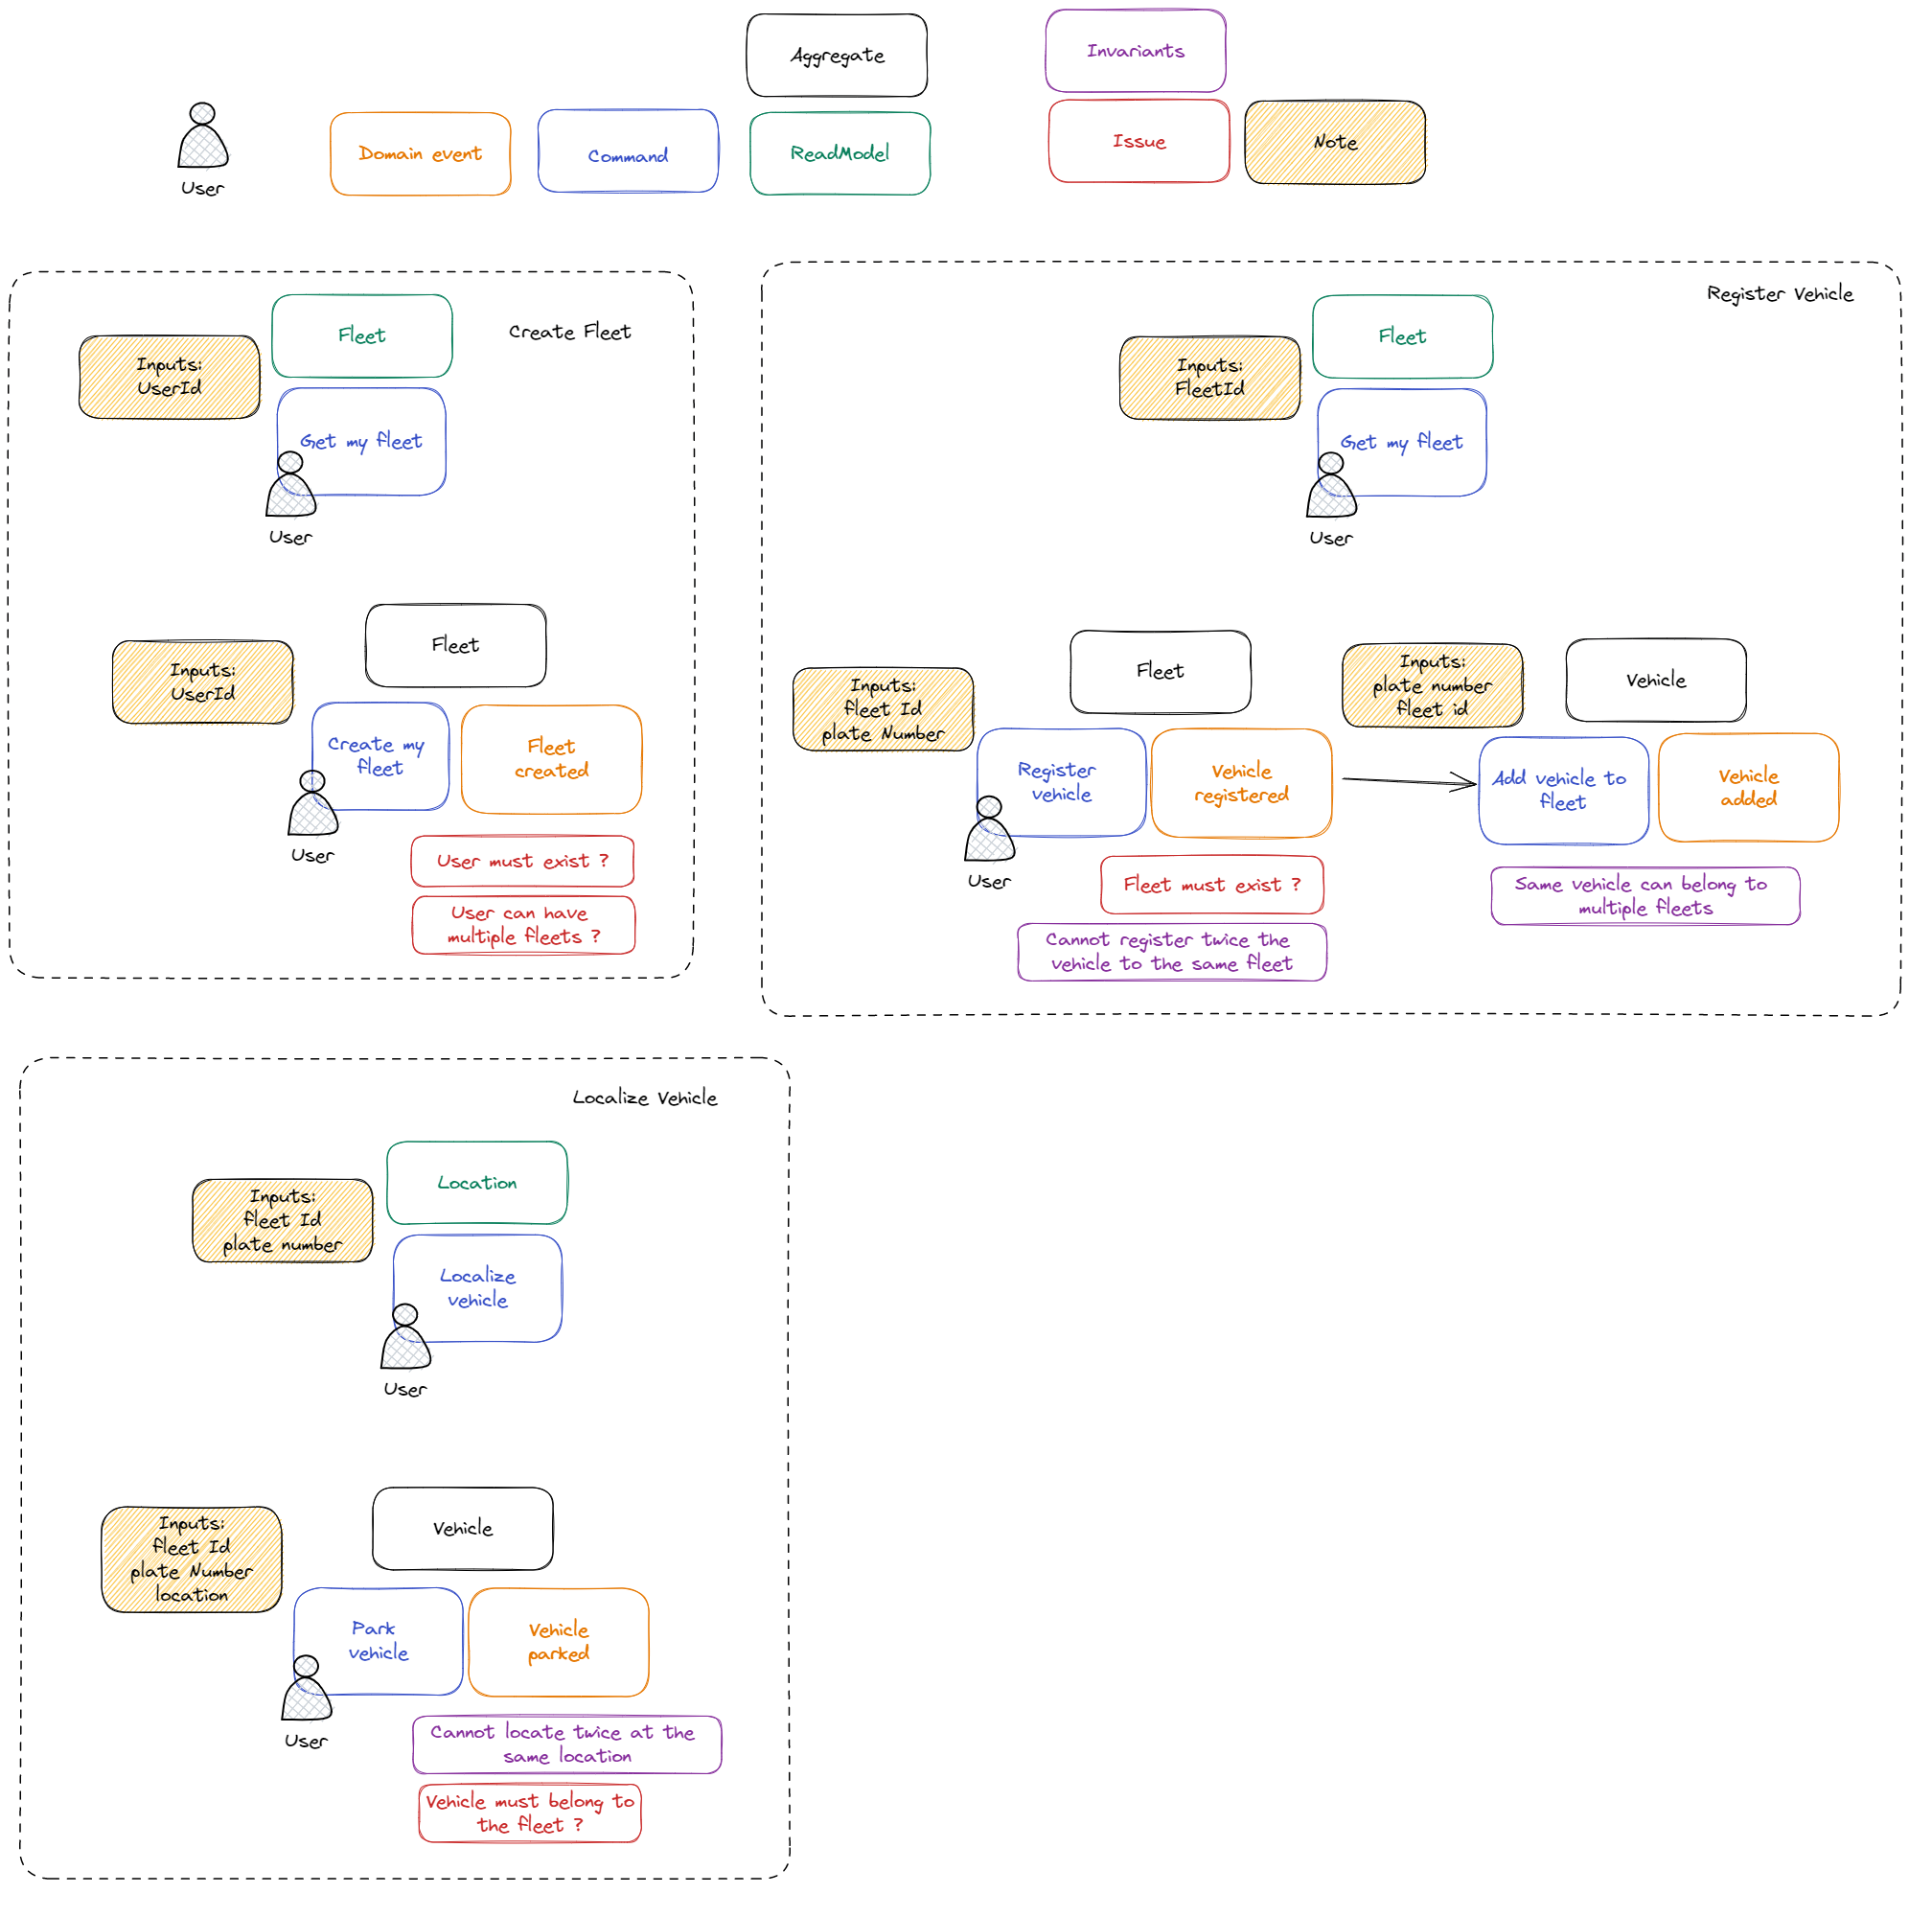 Aggregate
Invariants
Domain event
Command
ReadModel
Issue
Note
User
Create Fleet
Fleet
Inputs:
UserId
Get my fleet
User
Fleet
Inputs:
UserId
Create my
fleet
Fleet
created
User
User must exist ?
User can have
multiple fleets ?
Register Vehicle
Fleet
Inputs:
FleetId
Get my fleet
User
Fleet
Inputs:
fleet Id
plate Number
Register
vehicle
Vehicle
registered
User
Fleet must exist ?
Cannot register twice the
vehicle to the same fleet
Inputs:
plate number
fleet id
Vehicle
Add vehicle to
fleet
Vehicle
added
Same vehicle can belong to
multiple fleets
Localize Vehicle
Location
Inputs:
fleet Id
plate number
Localize
vehicle
User
Vehicle
Inputs:
fleet Id
plate Number
location
Park
vehicle
Vehicle
parked
User
Cannot locate twice at the
same location
Vehicle must belong to
the fleet ?